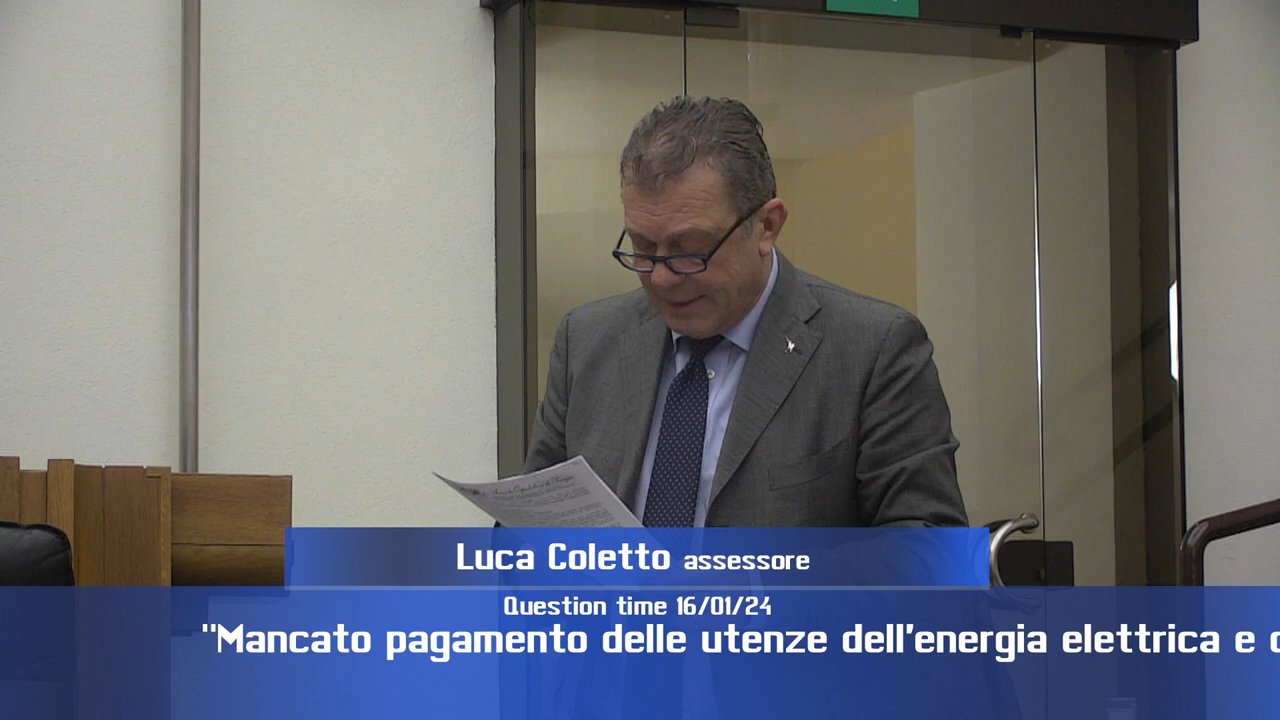 Luca Coletto assessore
Question time 16/01/24
"Mancato pagamento delle utenze dell'energia elettrica e